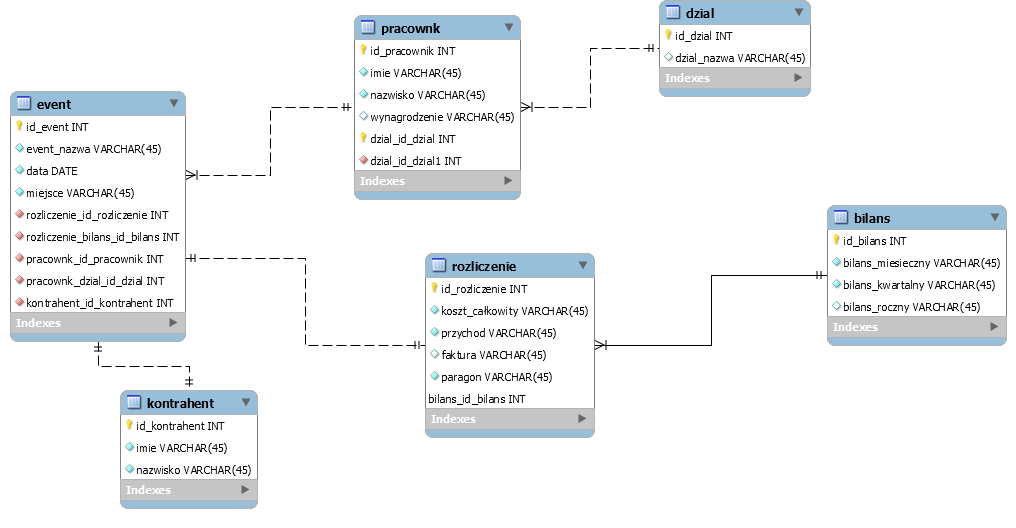 dzial
id_dzial INT
dzial_nazwa VARCHAR(45)
Indexes
pracownk
id_pracownik INT
imie VARCHAR(45)
nazwisko VARCHAR(45)
wynagrodzenie VARCHAR(45)
dzial_id_dzial INT
dzial_id_dzial1 INT
Indexes
event
id_event INT
event_nazwa VARCHAR(45)
data DATE
miejsce VARCHAR(45)
rozliczenie_id_rozliczenie INT
rozliczenie_bilans_id_bilans INT
pracownk_id_pracownik INT
pracownk_dzial_id_dzial INT
kontrahent_id_kontrahent INT
Indexes
bilans
id_bilans INT
bilans_miesieczny VARCHAR(45)
bilans_kwartalny VARCHAR(45)
bilans_roczny VARCHAR(45)
Indexes
rozliczenie
id_rozliczenie INT
koszt_całkowity VARCHAR(45)
przychod VARCHAR(45)
faktura VARCHAR(45)
paragon VARCHAR(45)
bilans_id_bilans INT
Indexes
kontrahent
id_kontrahent INT
imie VARCHAR(45)
nazwisko VARCHAR(45)
Indexes